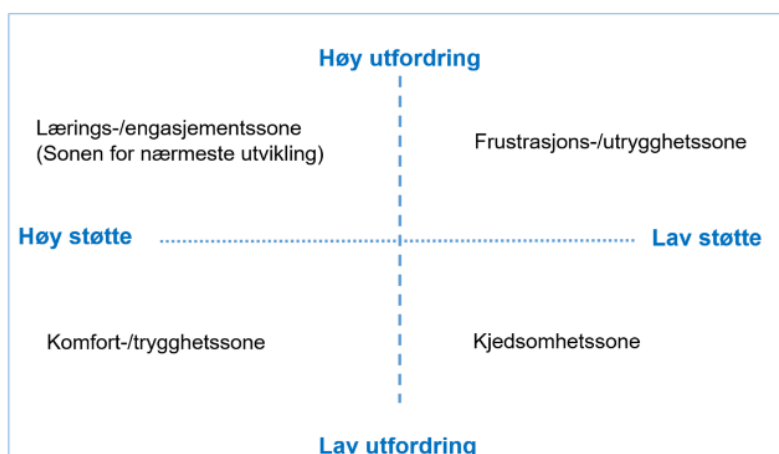 Høy utfordring
Lærings-/engasjementssone
(Sonen for nærmeste utvikling)
Frustrasjons-/utrygghetssone
Høy støtte
Lav støtte
Komfort-/trygghetssone
Kjedsomhetssone
Lav utfordring